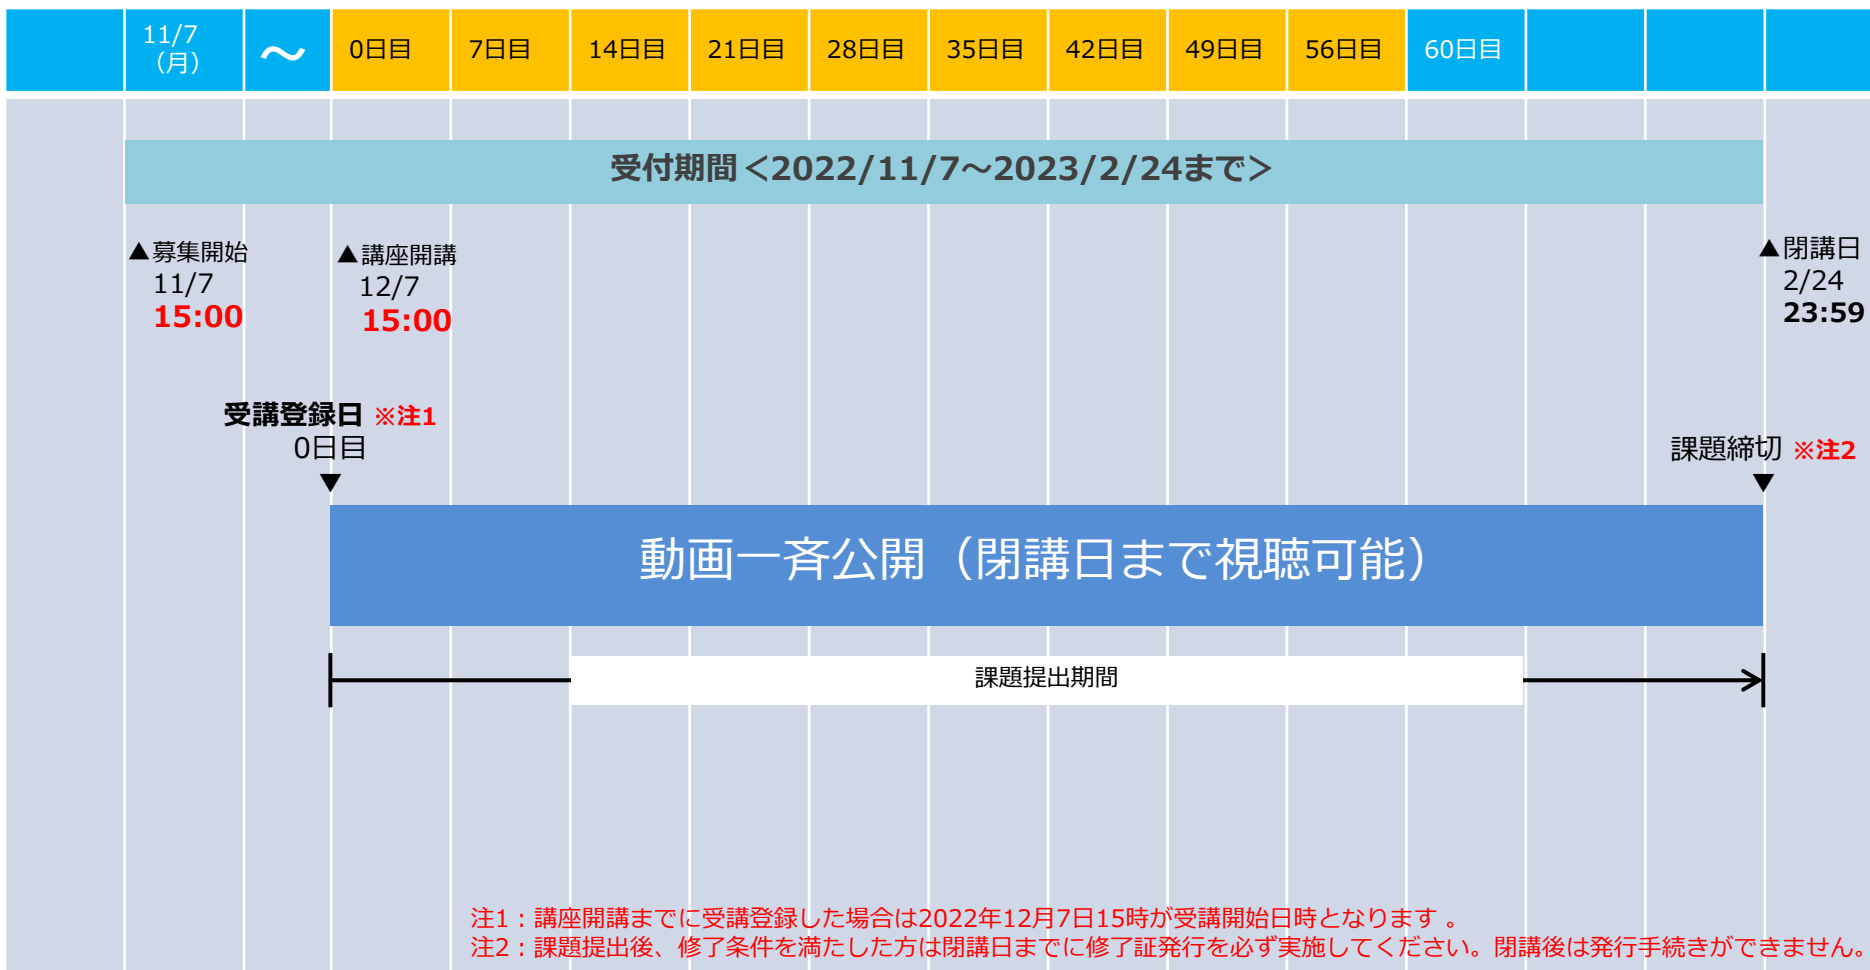 11/7
（月）
～
0日目
7日目
14日目
21日目
28日目
35日目
42日目
49日目
56日目
60日目
受付期間＜2022/11/7～2023/2/24まで＞
▲募集開始
11/7
15:00
▲講座開講
12/7
15:00
▲閉講日
2/24
23:59
受講登録日 ※注1
0日目
▼
課題締切 ※注2
▼
動画一斉公開（閉講日まで視聴可能）
課題提出期間
注1：講座開講までに受講登録した場合は2022年12月7日15時が受講開始日時となります 。
注2：課題提出後、修了条件を満たした方は閉講日までに修了証発行を必ず実施してください。閉講後は発行手続きができません。